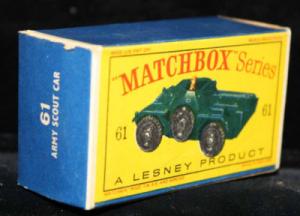 61
ARMY SCOUT CAR
"MATCHBOX" Series
61
61
A LESNEY PRODUCT